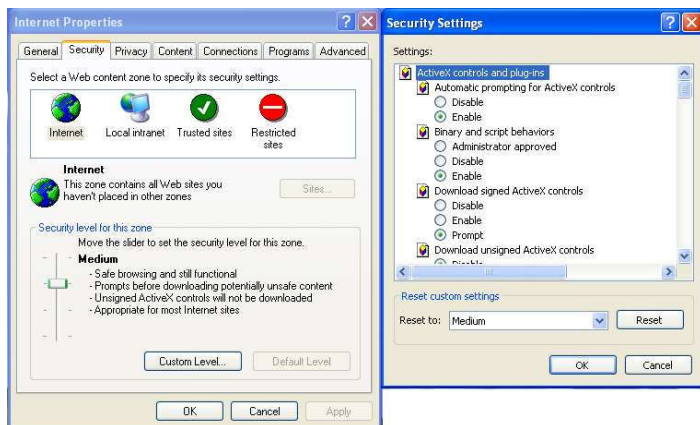 Internet Properties
General Security Privacy Content Connections Programs Advanced
Select a Web content zone to specify its security settings.
Internet Local intranet Trusted sites Restricted
sites
Internet
This zone contains all Web sites you
haven't placed in other zones
Sites...
Security level for this zone
Move the slider to set the security level for this zone.
Medium
- Safe browsing and still functional
- Prompts before downloading potentially unsafe content
- Unsigned ActiveX controls will not be downloaded
- Appropriate for most Internet sites
Custom Level... Default Level
OK Cancel Apply
Security Settings
Settings:
ActiveX controls and plug-ins
Automatic prompting for ActiveX controls
Disable
Enable
Binary and script behaviors
Administrator approved
Disable
Enable
Download signed ActiveX controls
Disable
Enable
Prompt
Download unsigned ActiveX controls
Disable
Reset custom settings
Reset to: Medium Reset
OK Cancel